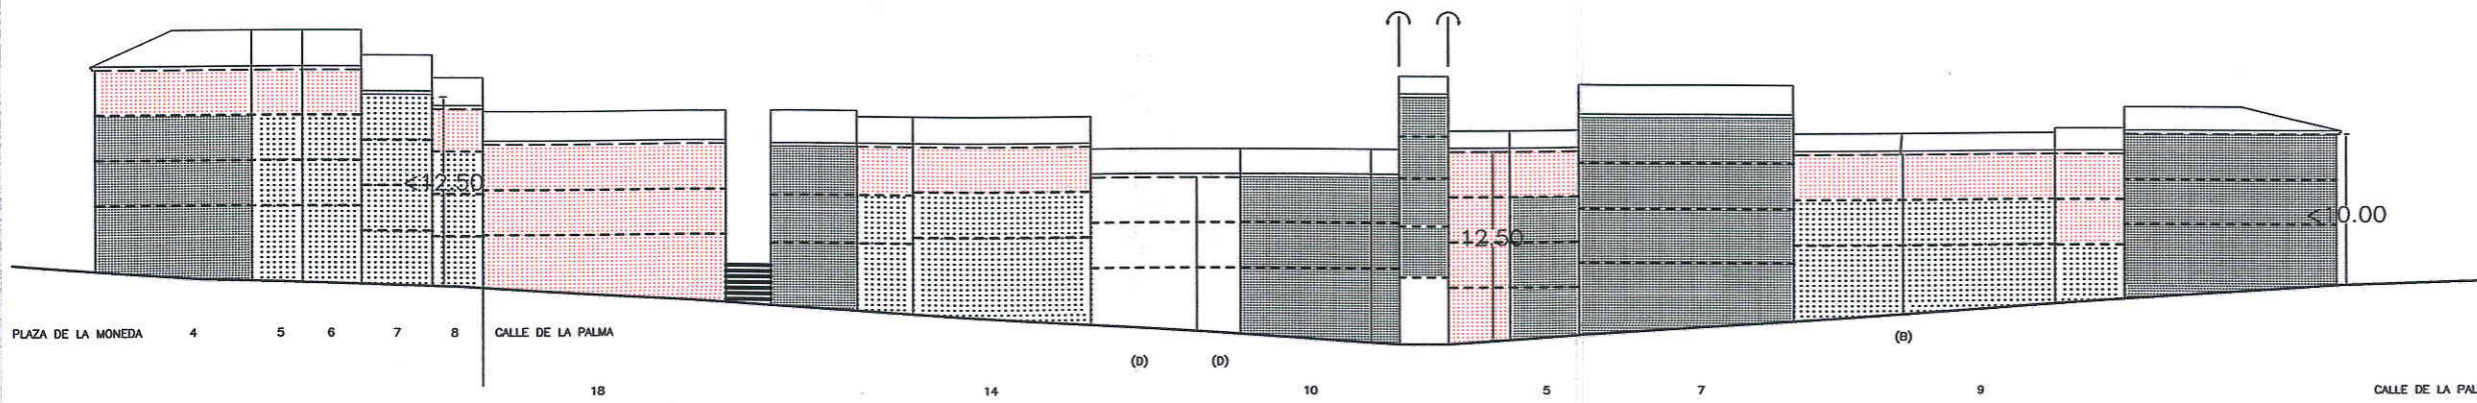 <12.50
12.50
<10.00
PLAZA DE LA MONEDA 4 5 6 7 8 CALLE DE LA PALMA
(B)
(D) (D)
18 14 10 5 7 9 CALLE DE LA PAL